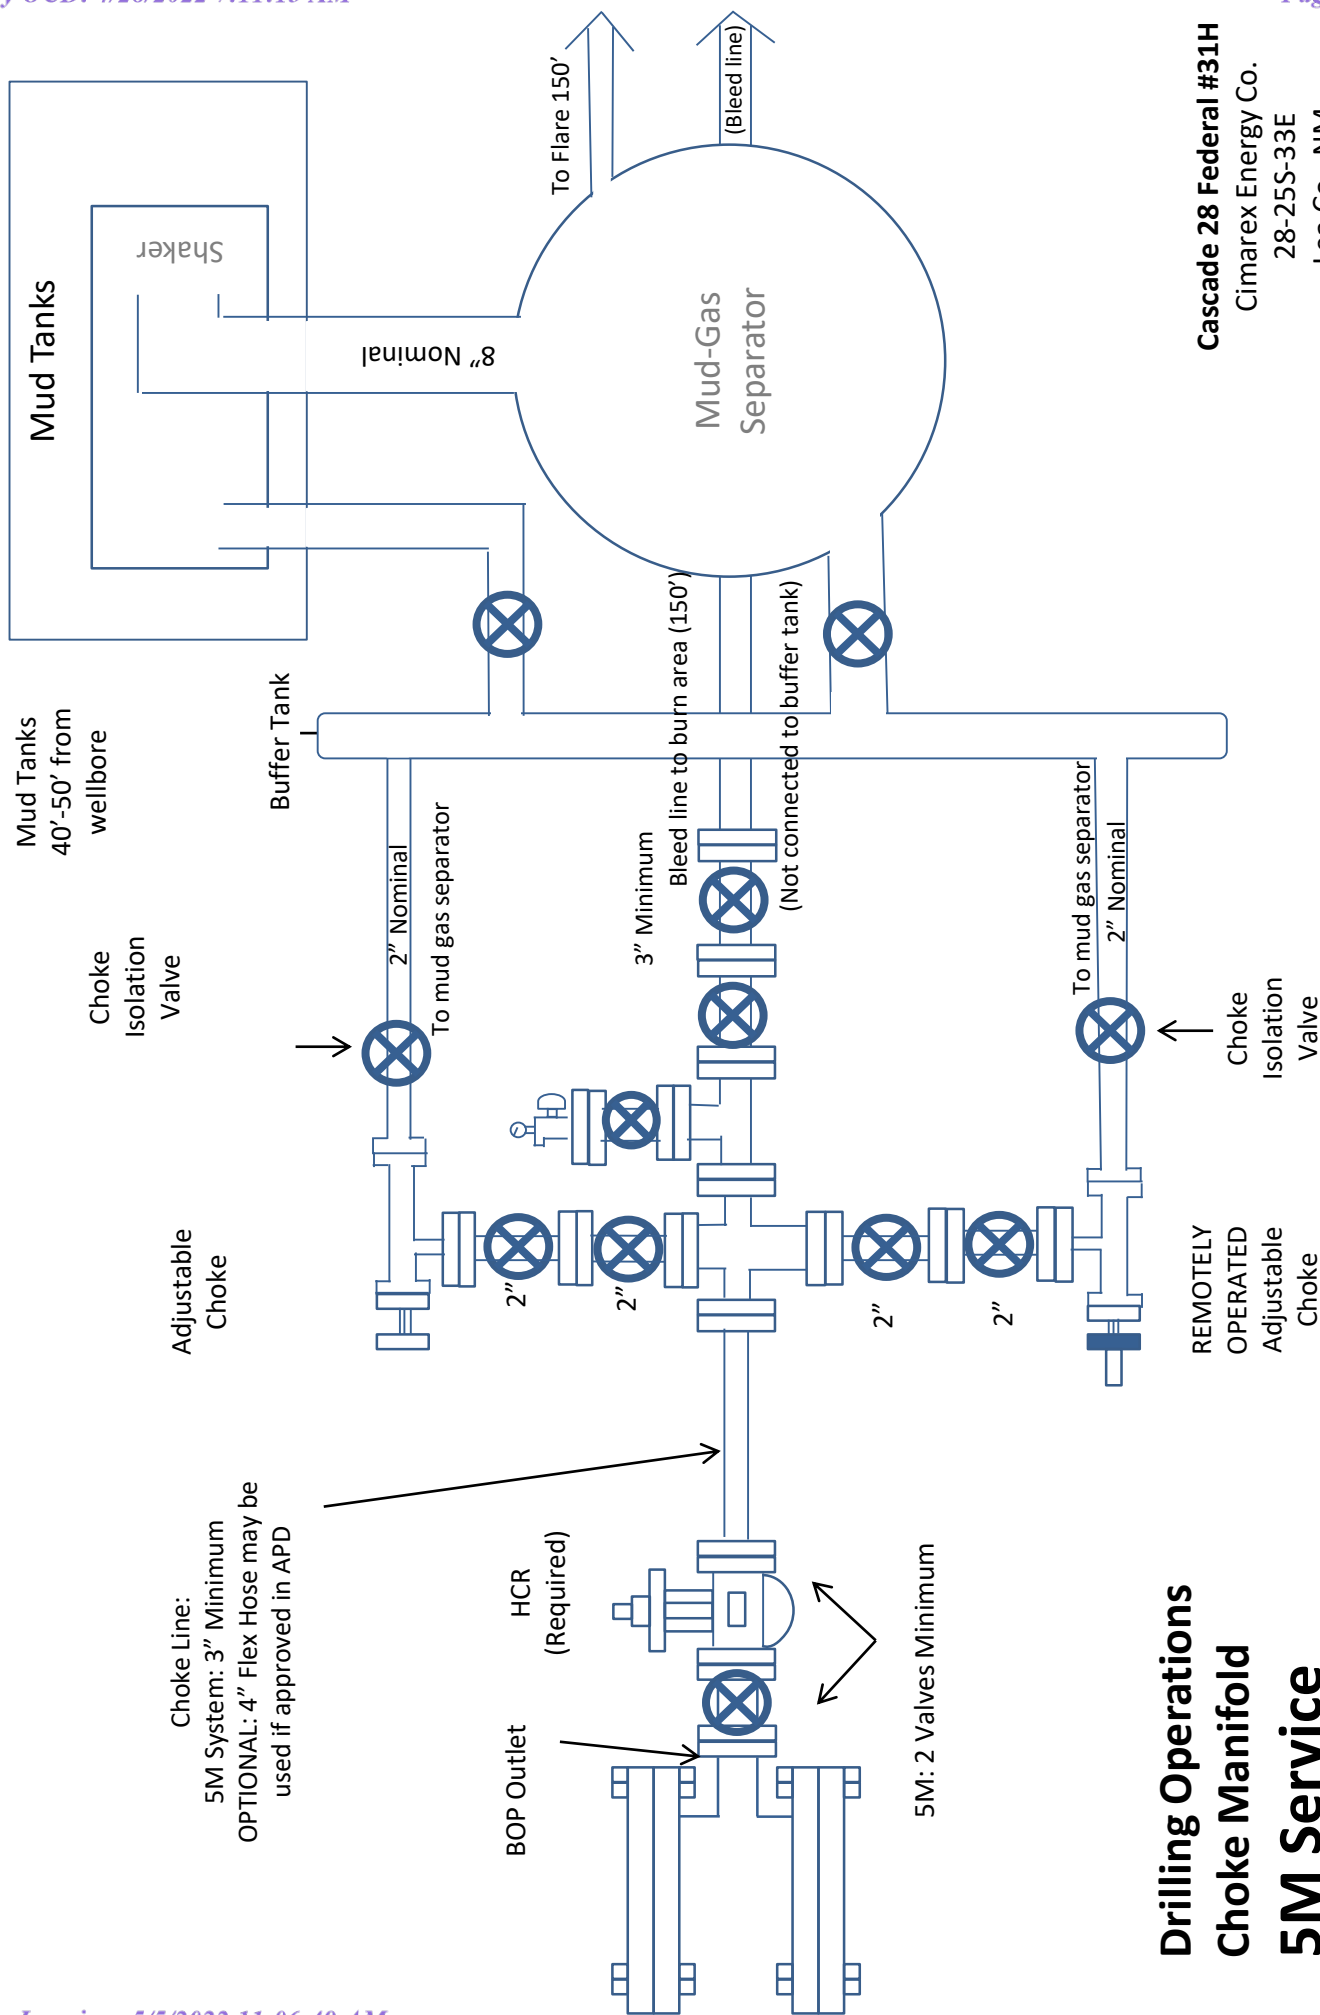 Mud Tanks
Shaker
8” Nominal
To Flare 150’
(Bleed line)
Mud-Gas
Separator
Cascade 28 Federal #31H
Cimarex Energy Co.
28-25S-33E
Mud Tanks
40’-50’ from
wellbore
Buffer Tank
Choke
Isolation
Valve
2” Nominal
To mud gas separator
3” Minimum
Bleed line to burn area (150’)
(Not connected to buffer tank)
To mud gas separator
2” Nominal
Choke
Isolation
Valve
Adjustable
Choke
2”
2”
2”
2”
REMOTELY
OPERATED
Adjustable
Choke
Choke Line:
5M System: 3” Minimum
OPTIONAL: 4” Flex Hose may be
used if approved in APD
HCR
(Required)
BOP Outlet
5M: 2 Valves Minimum
Drilling Operations
Choke Manifold
5M Service